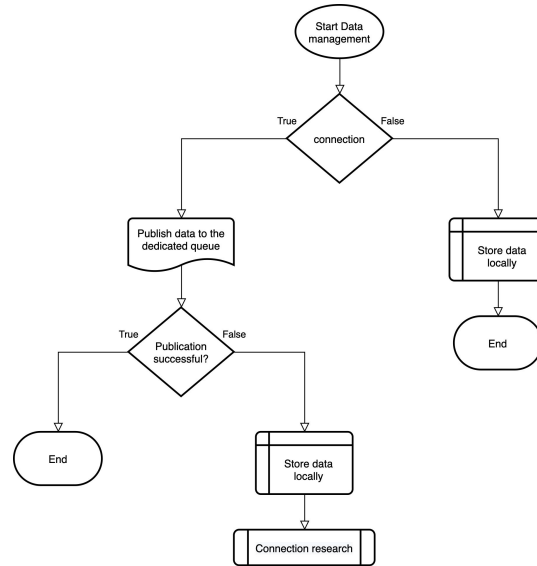 Start Data
management
True
False
connection
Publish data to the
dedicated queue
Store data
locally
True
False
Publication
successful?
End
End
Store data
locally
Connection research